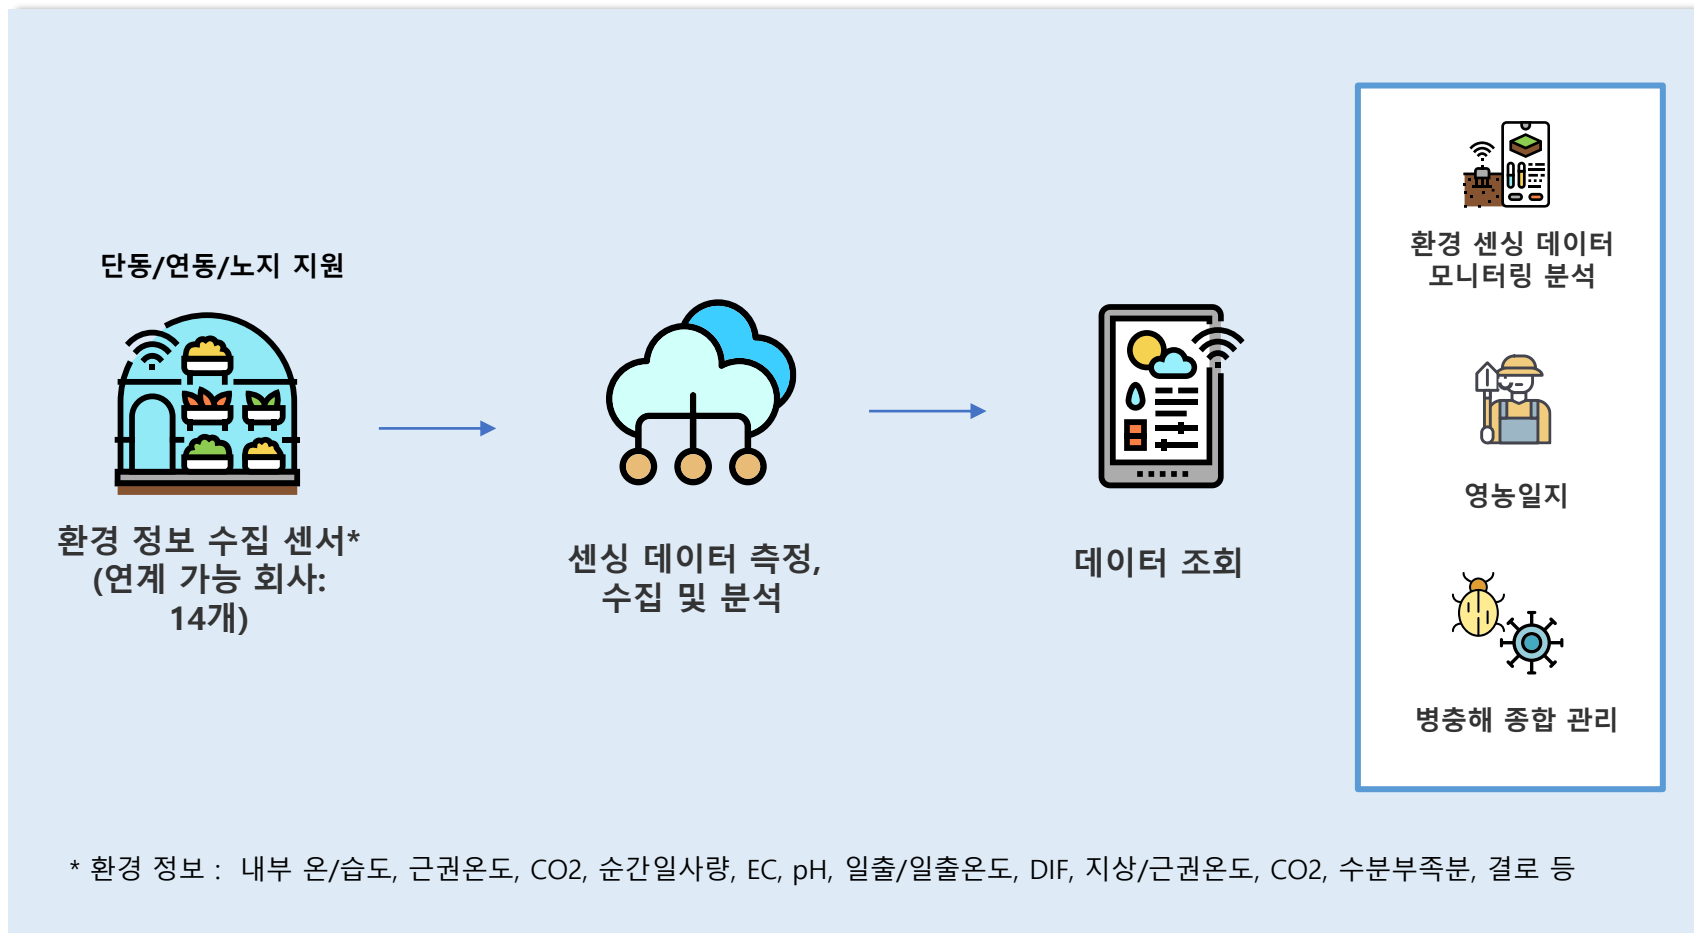 단동/연동/노지 지원
환경 정보 수집 센서*
(연계 가능 회사:
14개)
센싱 데이터 측정,
수집 및 분석
데이터 조회
환경 센싱 데이터
모니터링 분석
영농일지
병충해 종합 관리
* 환경 정보 : 내부 온/습도, 근권온도, CO2, 순간일사량, EC, pH, 일출/일출온도, DIF, 지상/근권온도, CO2, 수분부족분, 결로 등